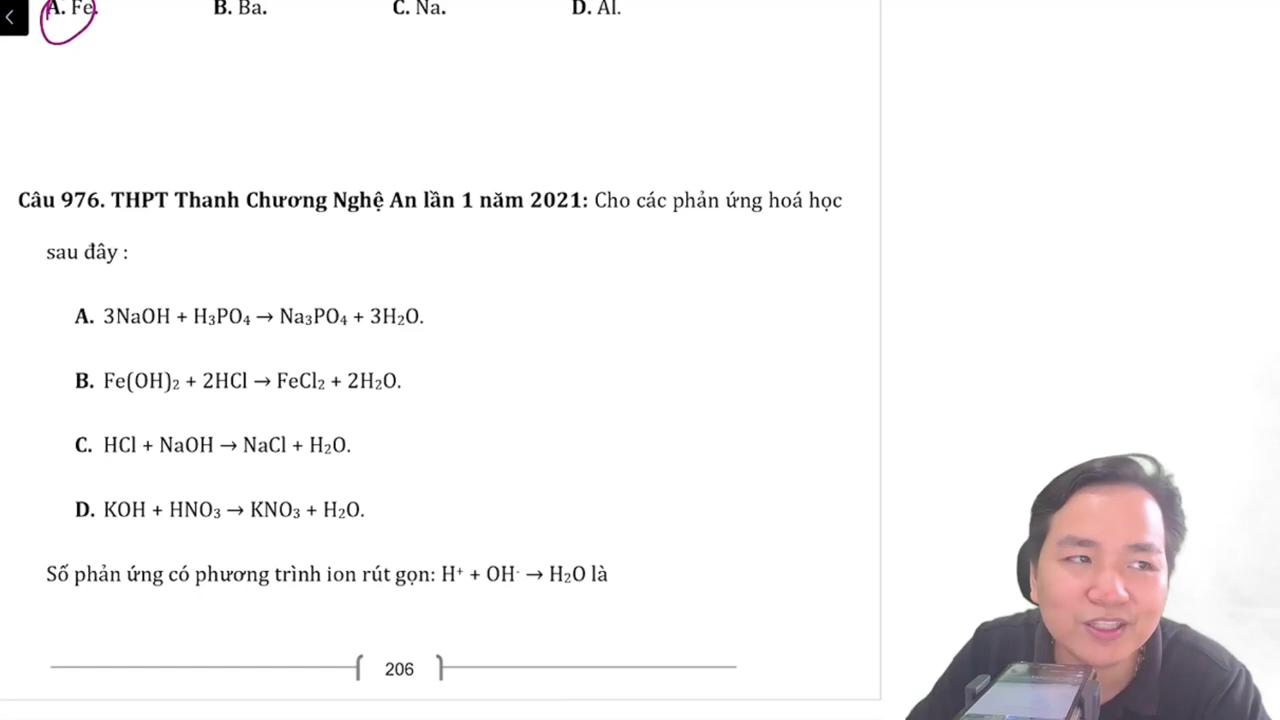 A. Fe. B. Ba. C. Na. D. Al.
Câu 976. THPT Thanh Chương Nghệ An lần 1 năm 2021: Cho các phản ứng hoá học
sau đây :
A. 3NaOH + H₃PO₄ → Na₃PO₄ + 3H₂O.
B. Fe(OH)₂ + 2HCl → FeCl₂ + 2H₂O.
C. HCl + NaOH → NaCl + H₂O.
D. KOH + HNO₃ → KNO₃ + H₂O.
Số phản ứng có phương trình ion rút gọn: H⁺ + OH⁻ → H₂O là
206